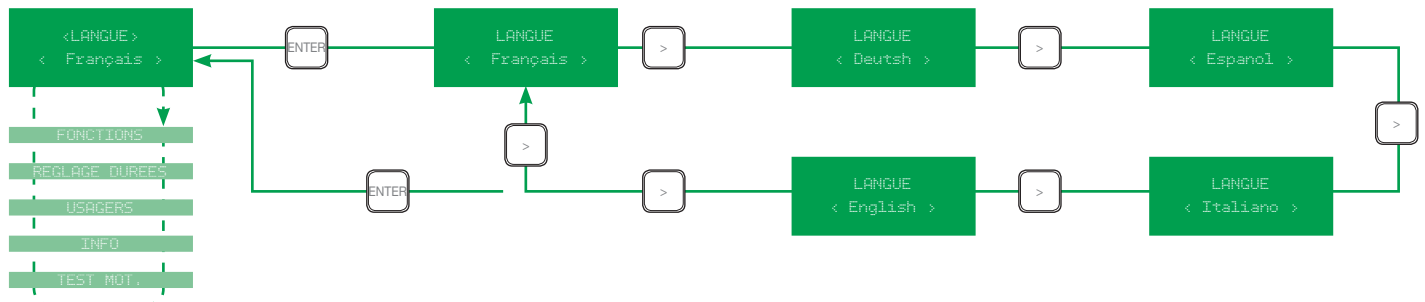 <LANGUE>
< Français >
ENTER
LANGUE
< Français >
>
LANGUE
< Deutsh >
>
LANGUE
< Espanol >
>
FONCTIONS
REGLAGE DUREES
USAGERS
INFO
TEST MOT.
ENTER
>
>
LANGUE
< English >
>
LANGUE
< Italiano >